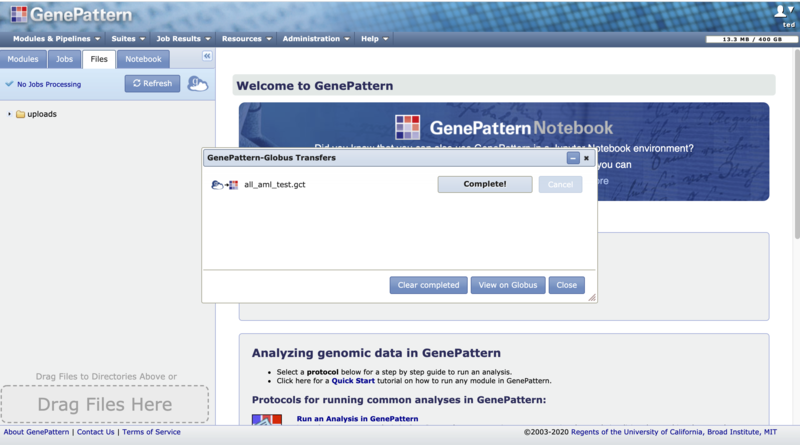 GenePattern
ted
Modules & Pipelines
Suites
Job Results
Resources
Administration
Help
13.3 MB / 400 GB
Modules
Jobs
Files
Notebook
No Jobs Processing
Refresh
uploads
Welcome to GenePattern
GenePattern Notebook
Did you know that you can also use GenePattern in a Jupyter Notebook environment?
you can
ore
GenePattern-Globus Transfers
all_aml_test.gct
Complete!
Cancel
Clear completed
View on Globus
Close
Analyzing genomic data in GenePattern
• Select a protocol below for a step by step guide to run an analysis.
• Click here for a Quick Start tutorial on how to run any module in GenePattern.
Protocols for running common analyses in GenePattern:
Run an Analysis in GenePattern
Drag Files to Directories Above or
Drag Files Here
About GenePattern | Contact Us | Terms of Service
©2003-2020 Regents of the University of California, Broad Institute, MIT